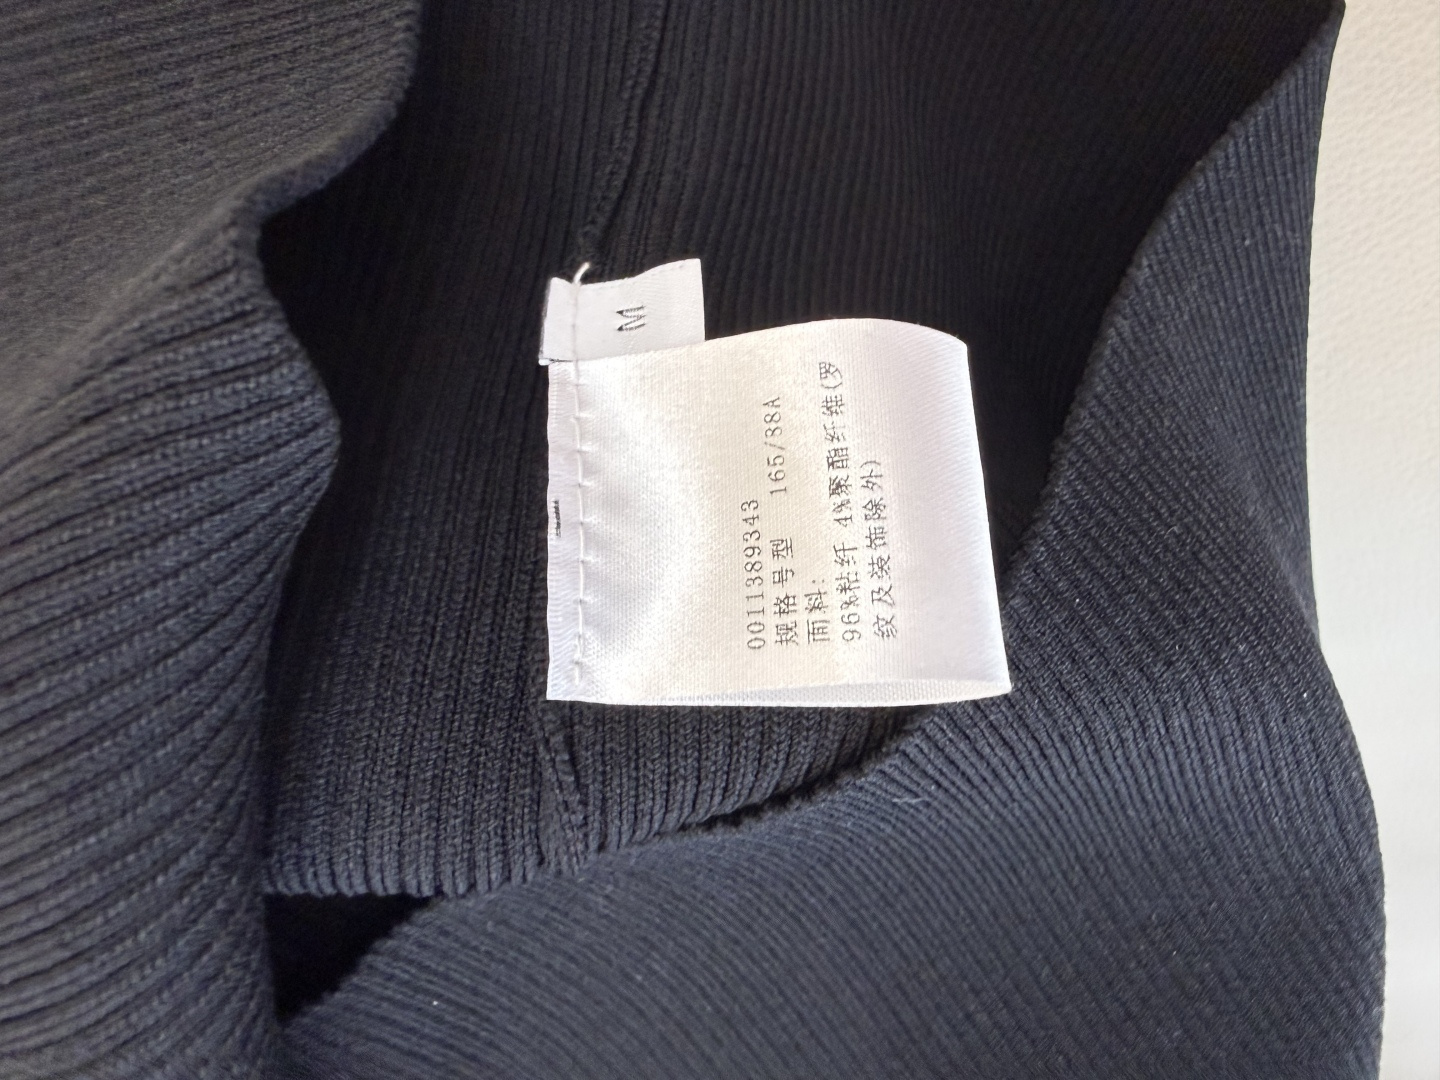 M
0011389343
规格号型 165/88A
面料:
96%粘纤 4%聚酯纤维(罗
纹及装饰除外)